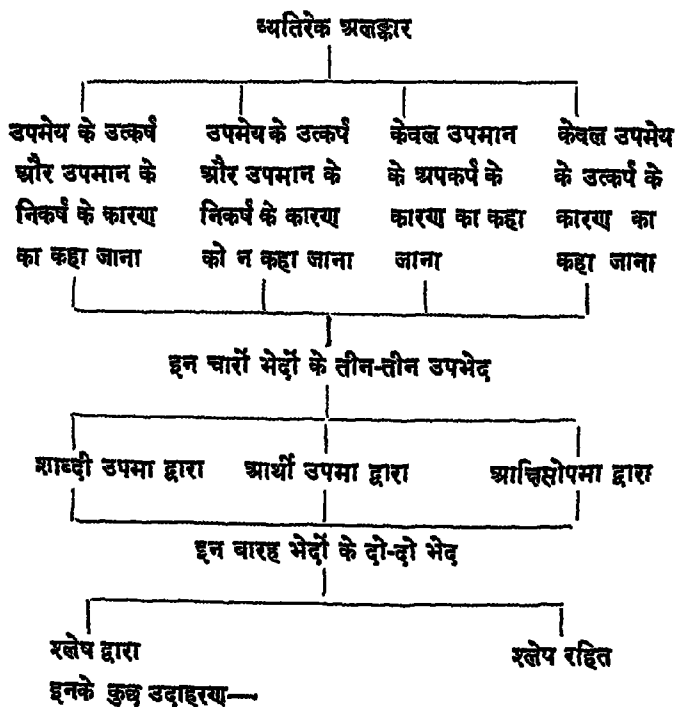 व्यतिरेक अलङ्कार
उपमेय के उत्कर्ष
और उपमान के
निकर्ष के कारण
का कहा जाना
उपमेय के उत्कर्ष
और उपमान के
निकर्ष के कारण
को न कहा जाना
केवल उपमान
के अपकर्ष के
कारण का कहा
जाना
केवल उपमेय
के उत्कर्ष के
कारण का
कहा जाना
इन चारों भेदों के तीन-तीन उपभेद
शाब्दी उपमा द्वारा
आर्थी उपमा द्वारा
आक्षिप्तोपमा द्वारा
इन बारह भेदों के दो-दो भेद
श्लेष द्वारा
श्लेष रहित
इनके कुछ उदाहरण—